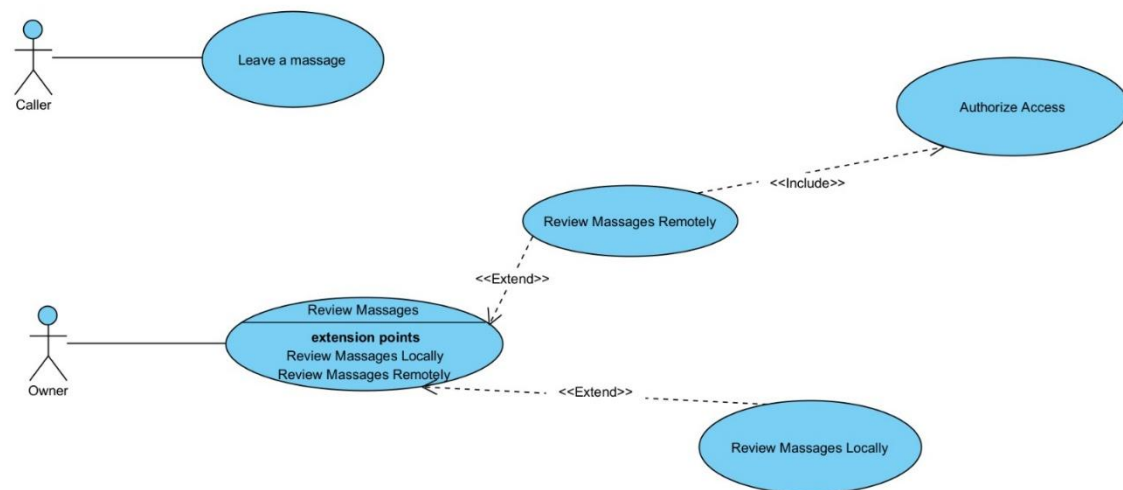 Leave a massage
Caller
Authorize Access
<<Include>>
Review Massages Remotely
<<Extend>>
Review Massages
extension points
Review Massages Locally
Review Massages Remotely
Owner
<<Extend>>
Review Massages Locally